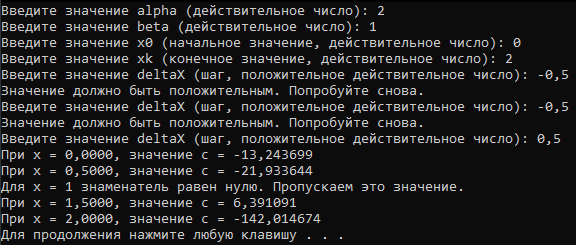 Введите значение alpha (действительное число): 2
Введите значение beta (действительное число): 1
Введите значение x0 (начальное значение, действительное число): 0
Введите значение xk (конечное значение, действительное число): 2
Введите значение deltaX (шаг, положительное действительное число): -0,5
Значение должно быть положительным. Попробуйте снова.
Введите значение deltaX (шаг, положительное действительное число): -0,5
Значение должно быть положительным. Попробуйте снова.
Введите значение deltaX (шаг, положительное действительное число): 0,5
При x = 0,0000, значение c = -13,243699
При x = 0,5000, значение c = -21,933644
Для x = 1 знаменатель равен нулю. Пропускаем это значение.
При x = 1,5000, значение c = 6,391091
При x = 2,0000, значение c = -142,014674
Для продолжения нажмите любую клавишу . . .